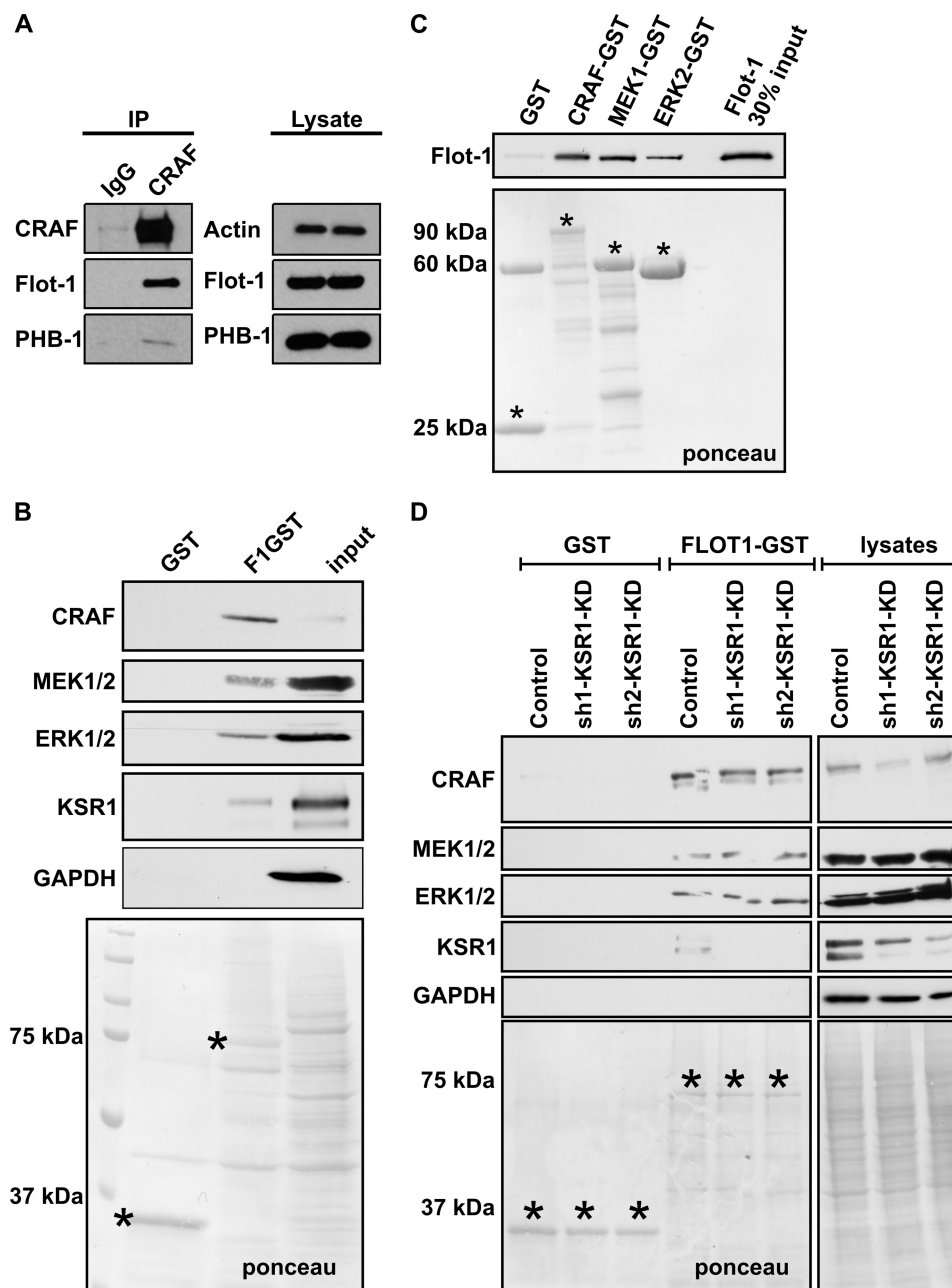 A
IP
Lysate
IgG
CRAF
CRAF
Flot-1
PHB-1
Actin
Flot-1
PHB-1
C
GST
CRAF-GST
MEK1-GST
ERK2-GST
Flot-1
30% input
Flot-1
90 kDa
*
60 kDa
*
*
25 kDa
*
ponceau
B
GST
F1GST
input
CRAF
MEK1/2
ERK1/2
KSR1
GAPDH
75 kDa
*
37 kDa
*
ponceau
D
GST
FLOT1-GST
lysates
Control
sh1-KSR1-KD
sh2-KSR1-KD
Control
sh1-KSR1-KD
sh2-KSR1-KD
Control
sh1-KSR1-KD
sh2-KSR1-KD
CRAF
MEK1/2
ERK1/2
KSR1
GAPDH
75 kDa
* * *
37 kDa
* * *
ponceau